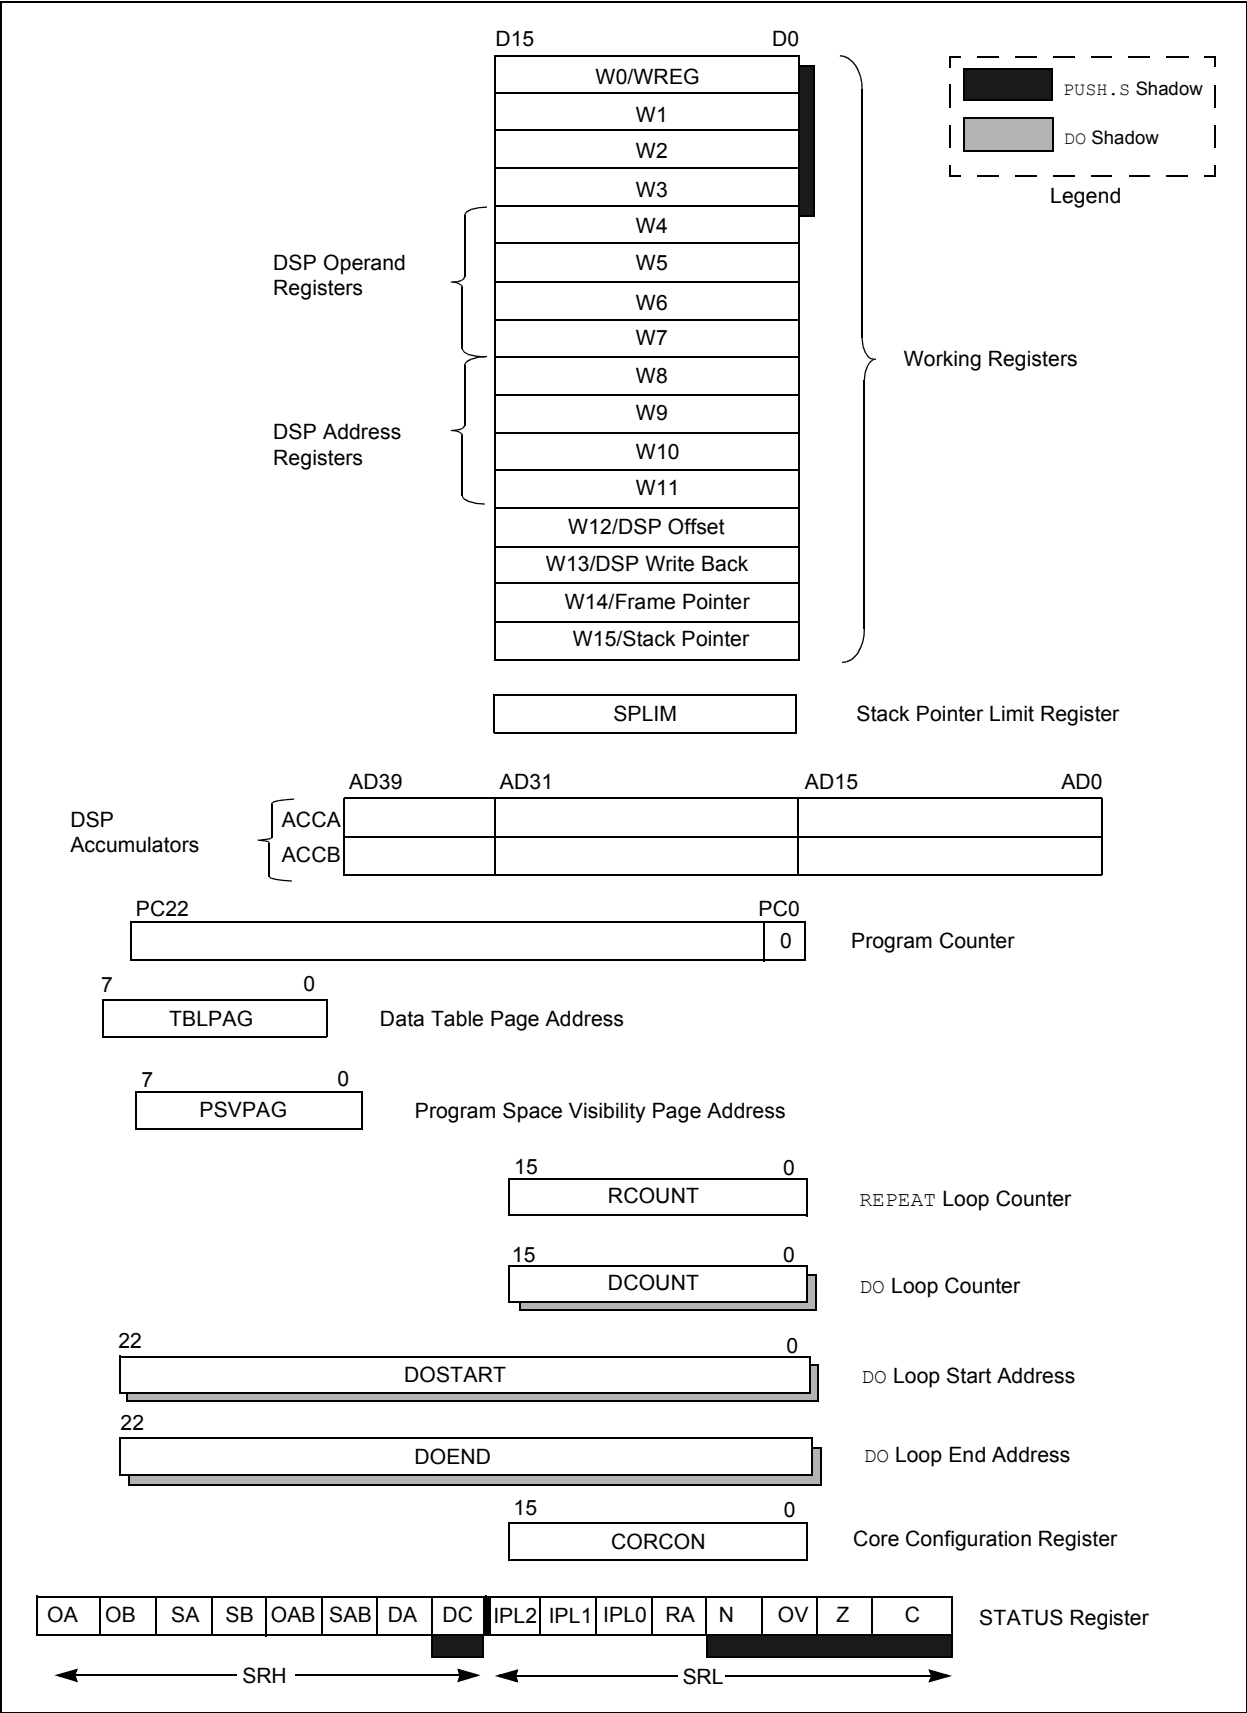 D15 D0
W0/WREG
PUSH.S Shadow
W1
DO Shadow
W2
W3
Legend
W4
DSP Operand
Registers
W5
W6
W7
Working Registers
W8
W9
DSP Address
Registers
W10
W11
W12/DSP Offset
W13/DSP Write Back
W14/Frame Pointer
W15/Stack Pointer
SPLIM Stack Pointer Limit Register
AD39 AD31 AD15 AD0
DSP
Accumulators
ACCA
ACCB
PC22 PC0
0 Program Counter
7 0
TBLPAG Data Table Page Address
7 0
PSVPAG Program Space Visibility Page Address
15 0
RCOUNT REPEAT Loop Counter
15 0
DCOUNT DO Loop Counter
22 0
DOSTART DO Loop Start Address
22
DOEND DO Loop End Address
15 0
CORCON Core Configuration Register
OA OB SA SB OAB SAB DA DC IPL2 IPL1 IPL0 RA N OV Z C STATUS Register
SRH SRL